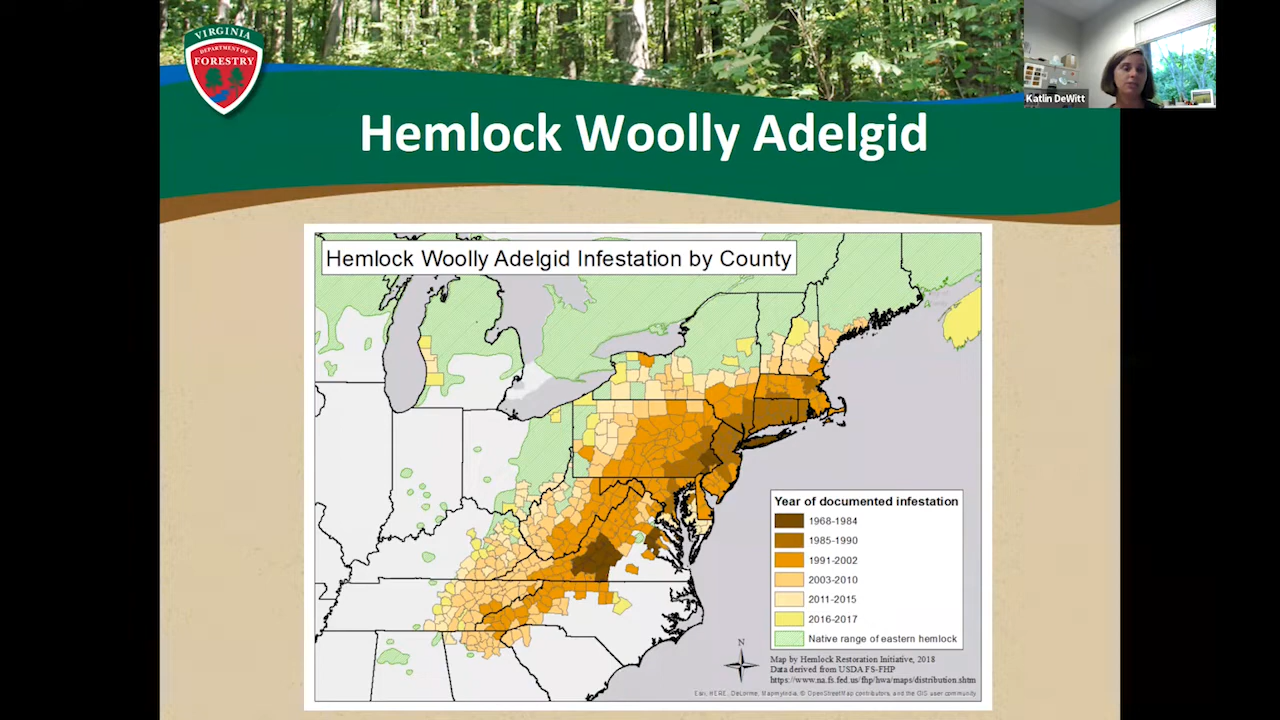 VIRGINIA
DEPARTMENT OF
FORESTRY
Katlin DeWitt
Hemlock Woolly Adelgid
Hemlock Woolly Adelgid Infestation by County
Year of documented infestation
1968-1984
1985-1990
1991-2002
2003-2010
2011-2015
2016-2017
Native range of eastern hemlock
N
Map by Hemlock Restoration Initiative, 2018
Data derived from USDA FS-FHP
https://www.na.fs.fed.us/fhp/hwa/maps/distribution.shtm
Esri, HERE, DeLorme, MapmyIndia, © OpenStreetMap contributors, and the GIS user community